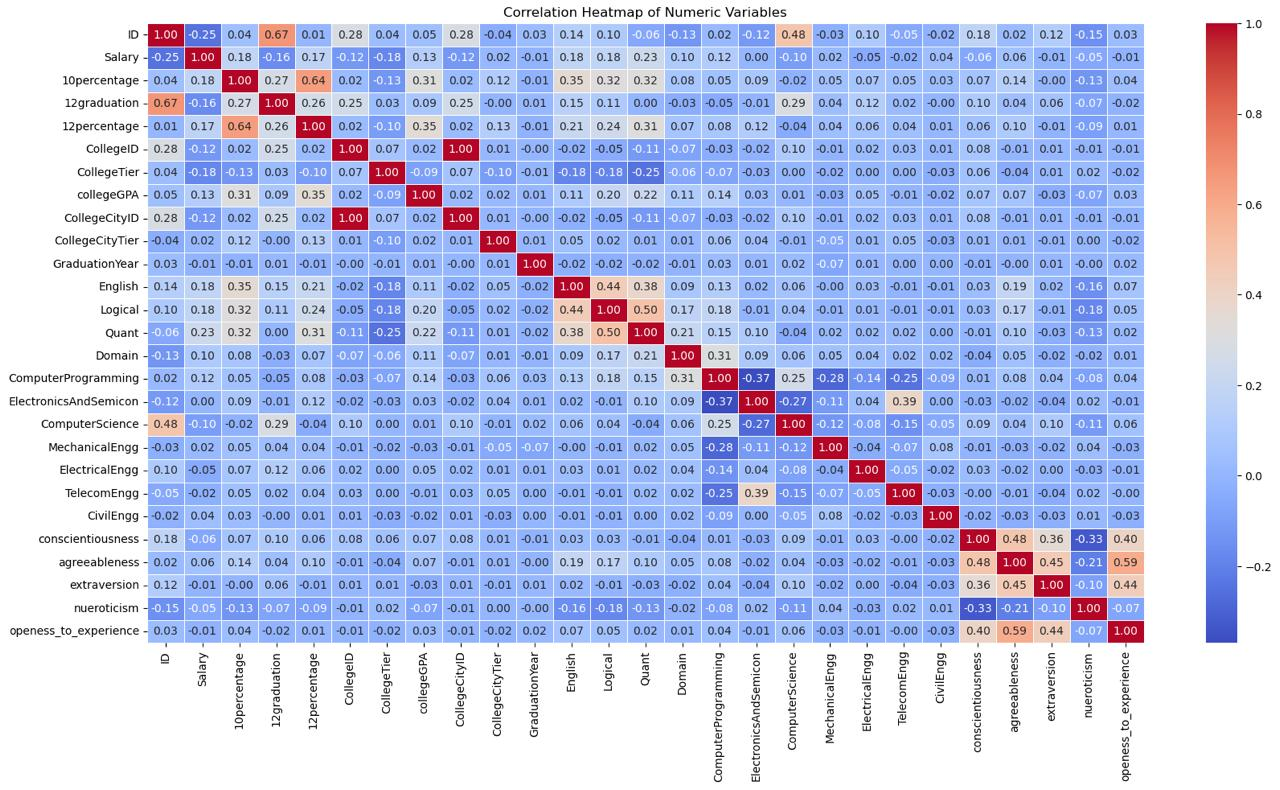 Correlation Heatmap of Numeric Variables
ID 1.00 -0.25 0.04 0.67 0.01 0.28 0.04 0.05 0.28 -0.04 0.03 0.14 0.10 -0.06 -0.13 0.02 -0.12 0.48 -0.03 0.10 -0.05 -0.02 0.18 0.02 0.12 -0.15 0.03
Salary -0.25 1.00 0.18 -0.16 0.17 -0.12 -0.18 0.13 -0.12 0.02 -0.01 0.18 0.18 0.23 0.10 0.12 0.00 -0.10 0.02 -0.05 -0.02 0.04 -0.06 0.06 -0.01 -0.05 -0.01
10percentage 0.04 0.18 1.00 0.27 0.64 0.02 -0.13 0.31 0.02 0.12 -0.01 0.35 0.32 0.32 0.08 0.05 0.09 -0.02 0.05 0.07 0.05 0.03 0.07 0.14 -0.00 -0.13 0.04
12graduation 0.67 -0.16 0.27 1.00 0.26 0.25 0.03 0.09 0.25 -0.00 0.01 0.15 0.11 0.00 -0.03 -0.05 -0.01 0.29 0.04 0.12 0.02 -0.00 0.10 0.04 0.06 -0.07 -0.02
12percentage 0.01 0.17 0.64 0.26 1.00 0.02 -0.10 0.35 0.02 0.13 -0.01 0.21 0.24 0.31 0.07 0.08 0.12 -0.04 0.04 0.06 0.04 0.01 0.06 0.10 -0.01 -0.09 0.01
CollegeID 0.28 -0.12 0.02 0.25 0.02 1.00 0.07 0.02 1.00 0.01 -0.00 -0.02 -0.05 -0.11 -0.07 -0.03 -0.02 0.10 -0.01 0.02 0.03 0.01 0.08 -0.01 0.01 -0.01 -0.01
CollegeTier 0.04 -0.18 -0.13 0.03 -0.10 0.07 1.00 -0.09 0.07 -0.10 -0.01 -0.18 -0.18 -0.25 -0.06 -0.07 -0.03 0.00 -0.02 0.00 0.00 -0.03 0.06 -0.04 0.01 0.02 -0.02
collegeGPA 0.05 0.13 0.31 0.09 0.35 0.02 -0.09 1.00 0.02 0.02 0.01 0.11 0.20 0.22 0.11 0.14 0.03 0.01 -0.03 0.05 -0.01 -0.02 0.07 0.07 -0.03 -0.07 0.03
CollegeCityID 0.28 -0.12 0.02 0.25 0.02 1.00 0.07 0.02 1.00 0.01 -0.00 -0.02 -0.05 -0.11 -0.07 -0.03 -0.02 0.10 -0.01 0.02 0.03 0.01 0.08 -0.01 0.01 -0.01 -0.01
CollegeCityTier -0.04 0.02 0.12 -0.00 0.13 0.01 -0.10 0.02 0.01 1.00 0.01 0.05 0.02 0.01 0.01 0.06 0.04 -0.01 -0.05 0.01 0.05 -0.03 0.01 -0.01 -0.01 0.00 -0.02
GraduationYear 0.03 -0.01 -0.01 0.01 -0.01 -0.00 -0.01 0.01 -0.00 0.01 1.00 -0.02 -0.02 -0.02 -0.01 0.03 0.01 0.02 -0.07 0.01 0.00 0.00 -0.01 -0.01 -0.01 -0.00 0.02
English 0.14 0.18 0.35 0.15 0.21 -0.02 -0.18 0.11 -0.02 0.05 -0.02 1.00 0.44 0.38 0.09 0.13 0.02 0.06 -0.00 0.03 -0.01 -0.01 0.03 0.19 0.02 -0.16 0.07
Logical 0.10 0.18 0.32 0.11 0.24 -0.05 -0.18 0.20 -0.05 0.02 -0.02 0.44 1.00 0.50 0.17 0.18 -0.01 0.04 -0.01 0.01 -0.01 -0.01 0.03 0.17 -0.01 -0.18 0.05
Quant -0.06 0.23 0.32 0.00 0.31 -0.11 -0.25 0.22 -0.11 0.01 -0.02 0.38 0.50 1.00 0.21 0.15 0.10 -0.04 0.02 0.02 0.02 0.00 -0.01 0.10 -0.03 -0.13 0.02
Domain -0.13 0.10 0.08 -0.03 0.07 -0.07 -0.06 0.11 -0.07 0.01 -0.01 0.09 0.17 0.21 1.00 0.31 0.09 0.06 0.05 0.04 0.02 0.02 -0.04 0.05 -0.02 -0.02 0.01
ComputerProgramming 0.02 0.12 0.05 -0.05 0.08 -0.03 -0.07 0.14 -0.03 0.06 0.03 0.13 0.18 0.15 0.31 1.00 -0.37 0.25 -0.28 -0.14 -0.25 -0.09 0.01 0.08 0.04 -0.08 0.04
ElectronicsAndSemicon -0.12 0.00 0.09 -0.01 0.12 -0.02 -0.03 0.03 -0.02 0.04 0.01 0.02 -0.01 0.10 0.09 -0.37 1.00 -0.27 -0.11 0.04 0.39 0.00 -0.03 -0.02 -0.04 0.02 -0.01
ComputerScience 0.48 -0.10 -0.02 0.29 -0.04 0.10 0.00 0.01 0.10 -0.01 0.02 0.06 0.04 -0.04 0.06 0.25 -0.27 1.00 -0.12 -0.08 -0.15 -0.05 0.09 0.04 0.10 -0.11 0.06
MechanicalEngg -0.03 0.02 0.05 0.04 0.04 -0.01 -0.02 -0.03 -0.01 -0.05 -0.07 -0.00 -0.01 0.02 0.05 -0.28 -0.11 -0.12 1.00 -0.04 -0.07 0.08 -0.01 -0.01 0.00 0.04 -0.03
ElectricalEngg 0.10 -0.05 0.07 0.12 0.06 0.02 0.00 0.05 0.02 0.01 0.01 0.03 0.01 0.02 0.04 -0.14 0.04 -0.08 -0.04 1.00 -0.05 -0.02 0.03 -0.02 0.00 -0.03 -0.01
TelecomEngg -0.05 -0.02 0.05 0.02 0.04 0.03 0.00 -0.01 0.03 0.05 0.00 -0.01 -0.01 0.02 0.02 -0.25 0.39 -0.15 -0.07 -0.05 1.00 -0.03 -0.00 -0.01 -0.04 0.02 -0.00
CivilEngg -0.02 0.04 0.03 -0.00 0.01 0.01 -0.03 -0.02 0.01 -0.03 0.00 -0.01 -0.01 0.00 0.02 -0.09 0.00 -0.05 0.08 -0.02 -0.03 1.00 -0.02 -0.03 -0.03 0.01 -0.03
conscientiousness 0.18 -0.06 0.07 0.10 0.06 0.08 0.06 0.07 0.08 0.01 -0.01 0.03 0.03 -0.01 -0.04 0.01 -0.03 0.09 -0.01 0.03 -0.00 -0.02 1.00 0.48 0.36 -0.33 0.40
agreeableness 0.02 0.06 0.14 0.04 0.10 -0.01 -0.04 0.07 -0.01 -0.01 -0.01 0.19 0.17 0.10 0.05 0.08 -0.02 0.04 -0.01 -0.02 -0.01 -0.03 0.48 1.00 0.45 -0.21 0.59
extraversion 0.12 -0.01 -0.00 0.06 -0.01 0.01 0.01 -0.03 0.01 -0.01 -0.01 0.02 -0.01 -0.03 -0.02 0.04 -0.04 0.10 -0.02 0.00 -0.04 -0.03 0.36 0.45 1.00 -0.10 0.44
nueroticism -0.15 -0.05 -0.13 -0.07 -0.09 -0.01 0.02 -0.07 -0.01 0.00 -0.00 -0.16 -0.18 -0.13 -0.02 -0.08 0.02 -0.11 0.04 -0.03 0.02 0.01 -0.33 -0.21 -0.10 1.00 -0.07
openess_to_experience 0.03 -0.01 0.04 -0.02 0.01 -0.01 -0.02 0.03 -0.01 -0.02 0.02 0.07 0.05 0.02 0.01 0.04 -0.01 0.06 -0.03 -0.01 -0.00 -0.03 0.40 0.59 0.44 -0.07 1.00
ID Salary 10percentage 12graduation 12percentage CollegeID CollegeTier collegeGPA CollegeCityID CollegeCityTier GraduationYear English Logical Quant Domain ComputerProgramming ElectronicsAndSemicon ComputerScience MechanicalEngg ElectricalEngg TelecomEngg CivilEngg conscientiousness agreeableness extraversion nueroticism openess_to_experience
1.0
0.8
0.6
0.4
0.2
0.0
−0.2